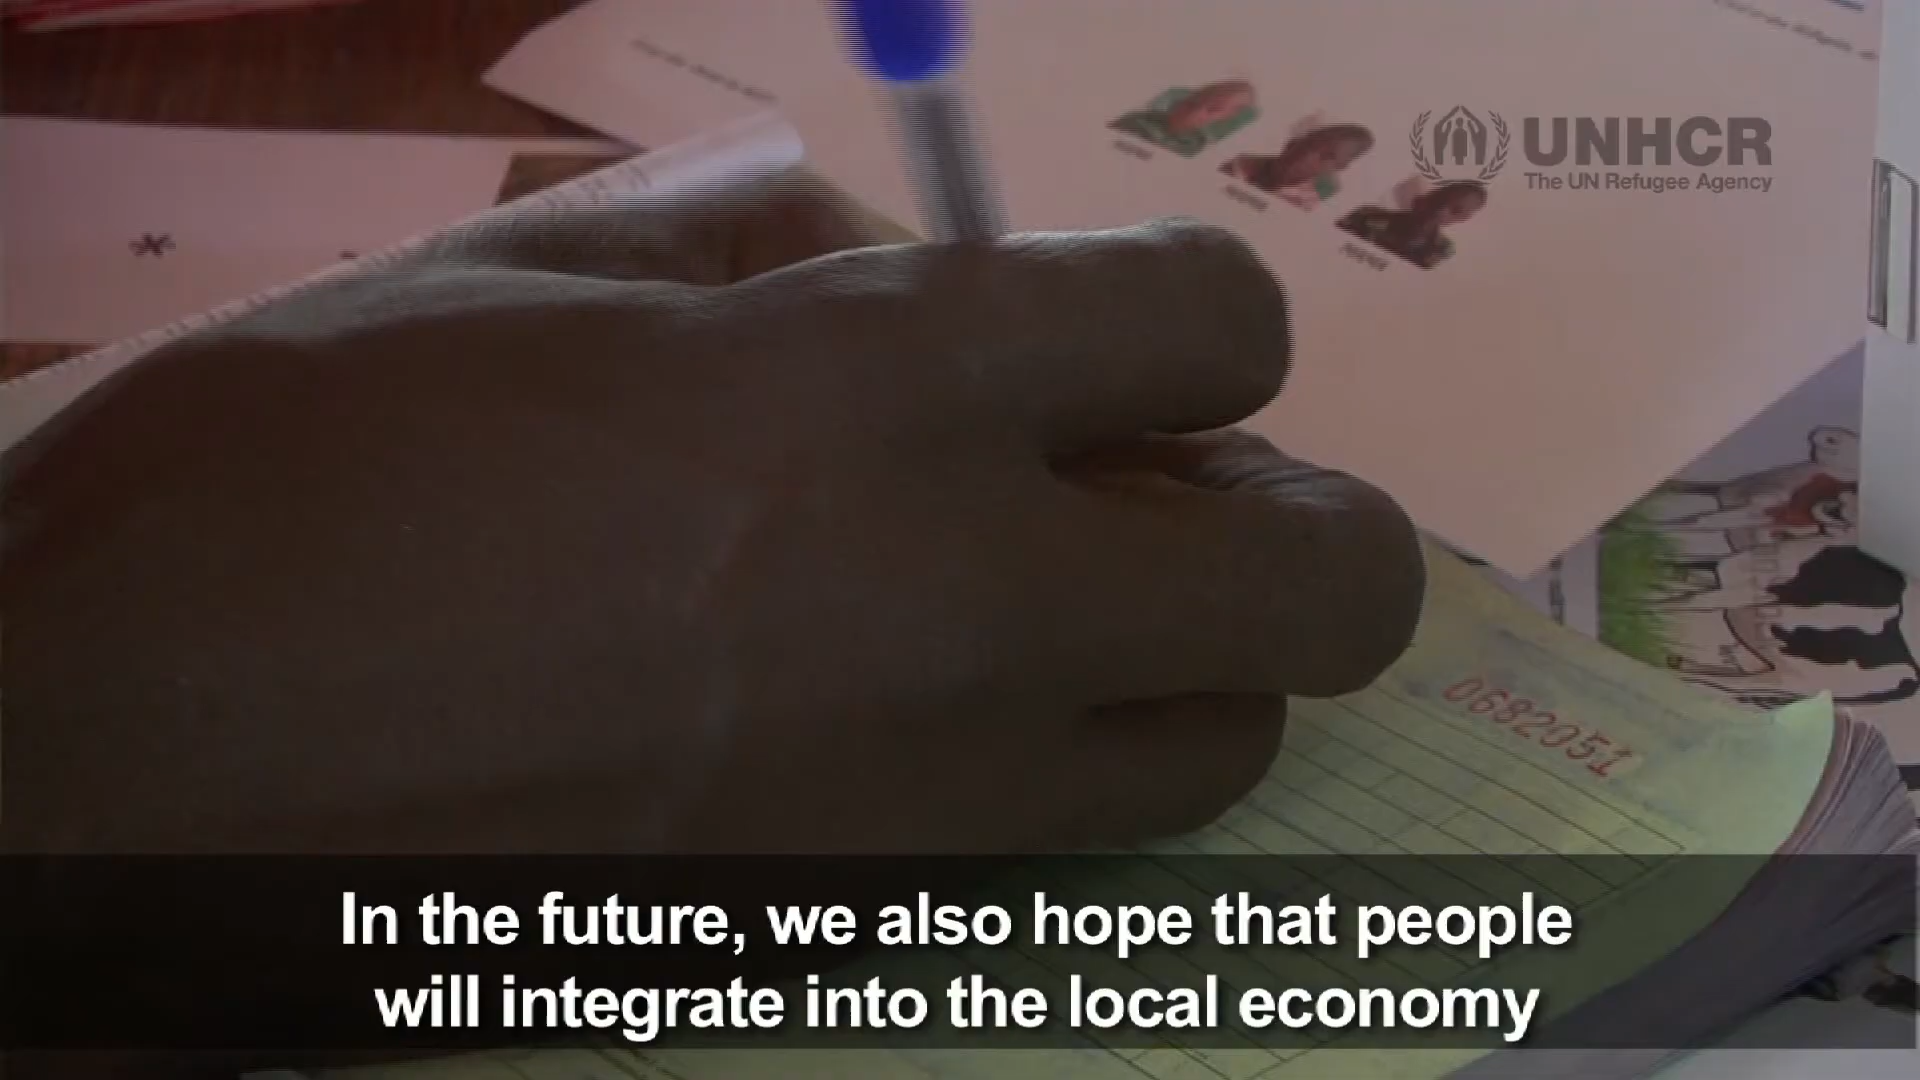 UNHCR
The UN Refugee Agency
0682051
In the future, we also hope that people
will integrate into the local economy